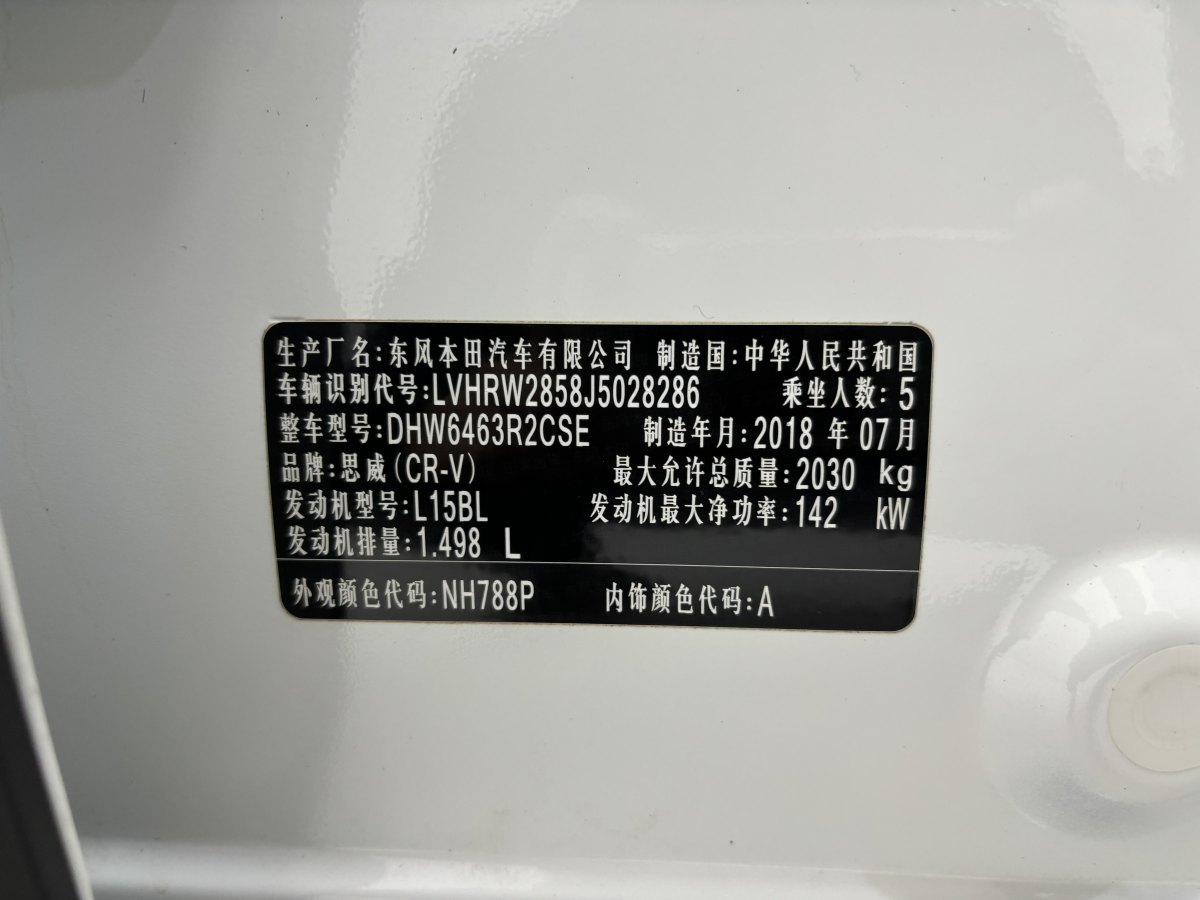 生产厂名:东风本田汽车有限公司 制造国:中华人民共和国
车辆识别代号:LVHRW2858J5028286 乘坐人数:5
整车型号:DHW6463R2CSE 制造年月:2018 年 07月
品牌:思威(CR-V) 最大允许总质量:2030 kg
发动机型号:L15BL 发动机最大净功率:142 kW
发动机排量:1.498 L
外观颜色代码:NH788P 内饰颜色代码:A